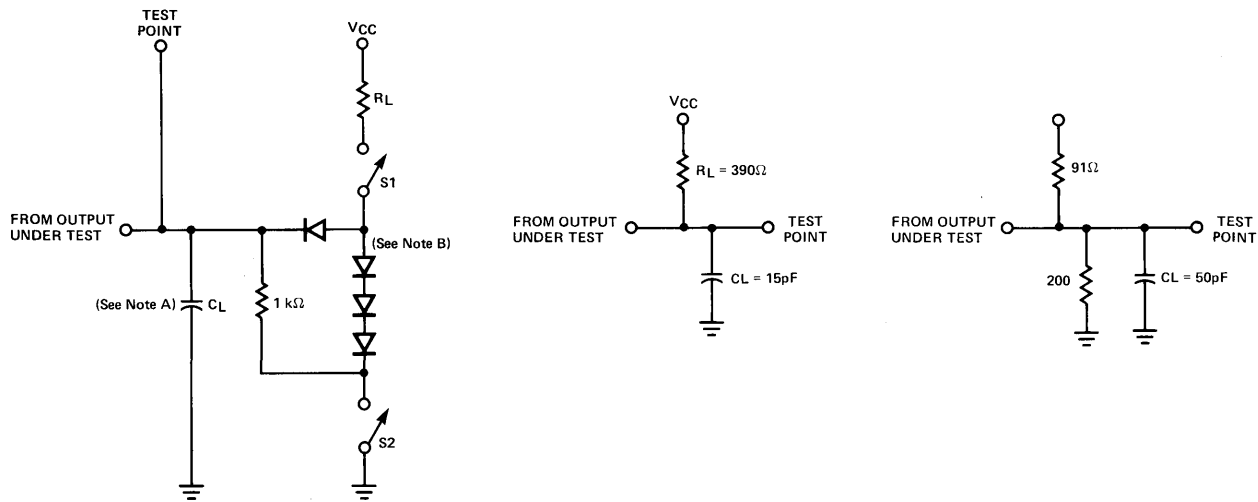 TEST
POINT
VCC
RL
S1
FROM OUTPUT
UNDER TEST
(See Note B)
(See Note A)
CL
1 kΩ
S2
VCC
RL = 390Ω
FROM OUTPUT
UNDER TEST
TEST
POINT
CL = 15pF
91Ω
FROM OUTPUT
UNDER TEST
TEST
POINT
200
CL = 50pF